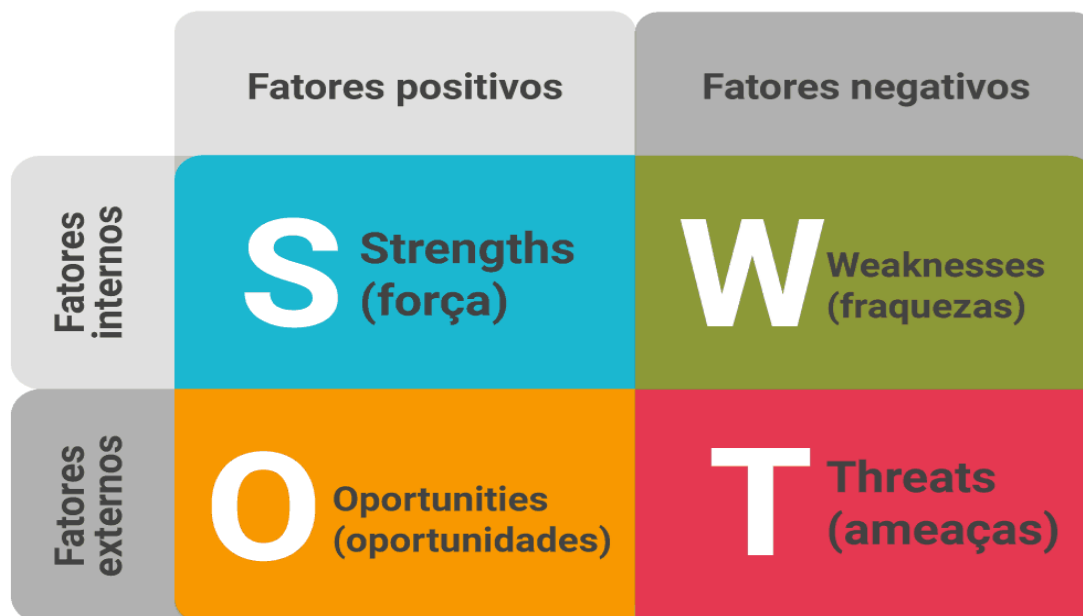 Fatores positivos
Fatores negativos
Fatores
internos
S
Strengths
(força)
W
Weaknesses
(fraquezas)
Fatores
externos
O
Oportunities
(oportunidades)
T
Threats
(ameaças)